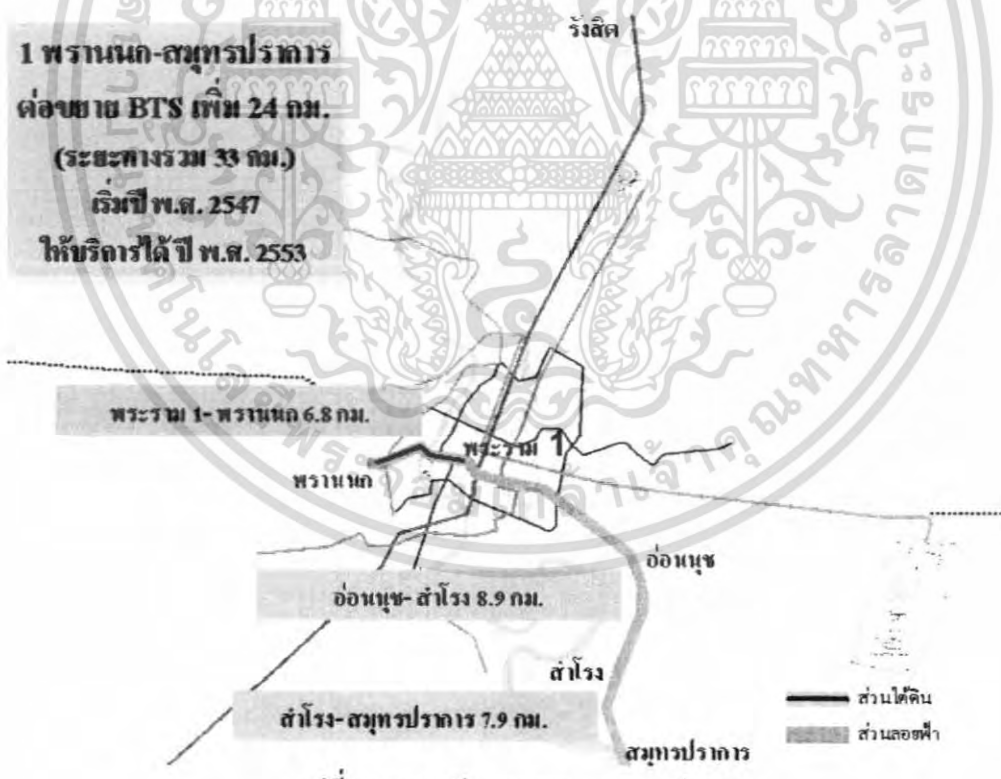 รังสิต
1 พรานนก-สมุทรปราการ
ต่อขยาย BTS เพิ่ม 24 กม.
(ระยะทางรวม 33 กม.)
เริ่มปี พ.ศ. 2547
ให้บริการได้ ปี พ.ศ. 2553
พระราม 1- พรานนก 6.8 กม.
พระราม 1
พรานนก
อ่อนนุช
อ่อนนุช- สำโรง 8.9 กม.
สำโรง
สำโรง-สมุทรปราการ 7.9 กม.
ส่วนใต้ดิน
ส่วนลอยฟ้า
สมุทรปราการ